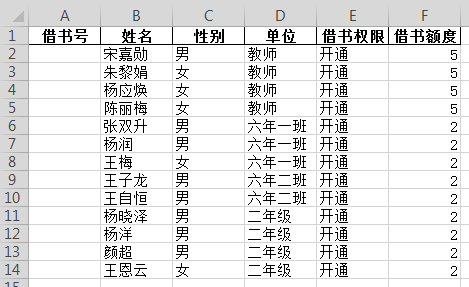 A B C D E F
1 借书号 姓名 性别 单位 借书权限 借书额度
2 宋嘉勋 男 教师 开通 5
3 朱黎娟 女 教师 开通 5
4 杨应焕 女 教师 开通 5
5 陈丽梅 女 教师 开通 5
6 张双升 男 六年一班 开通 2
7 杨润 男 六年一班 开通 2
8 王梅 女 六年一班 开通 2
9 王子龙 男 六年二班 开通 2
10 王自恒 男 六年二班 开通 2
11 杨晓泽 男 二年级 开通 2
12 杨洋 男 二年级 开通 2
13 颜超 男 二年级 开通 2
14 王恩云 女 二年级 开通 2